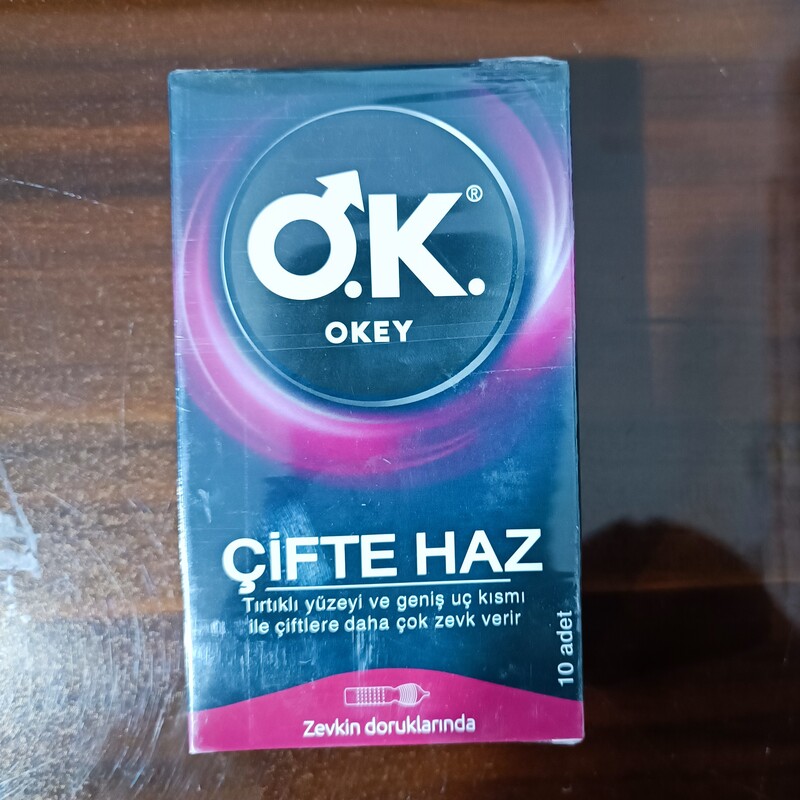 O.K.®
OKEY
ÇİFTE HAZ
Tırtıklı yüzeyi ve geniş uç kısmı
ile çiftlere daha çok zevk verir
10 adet
Zevkin doruklarında